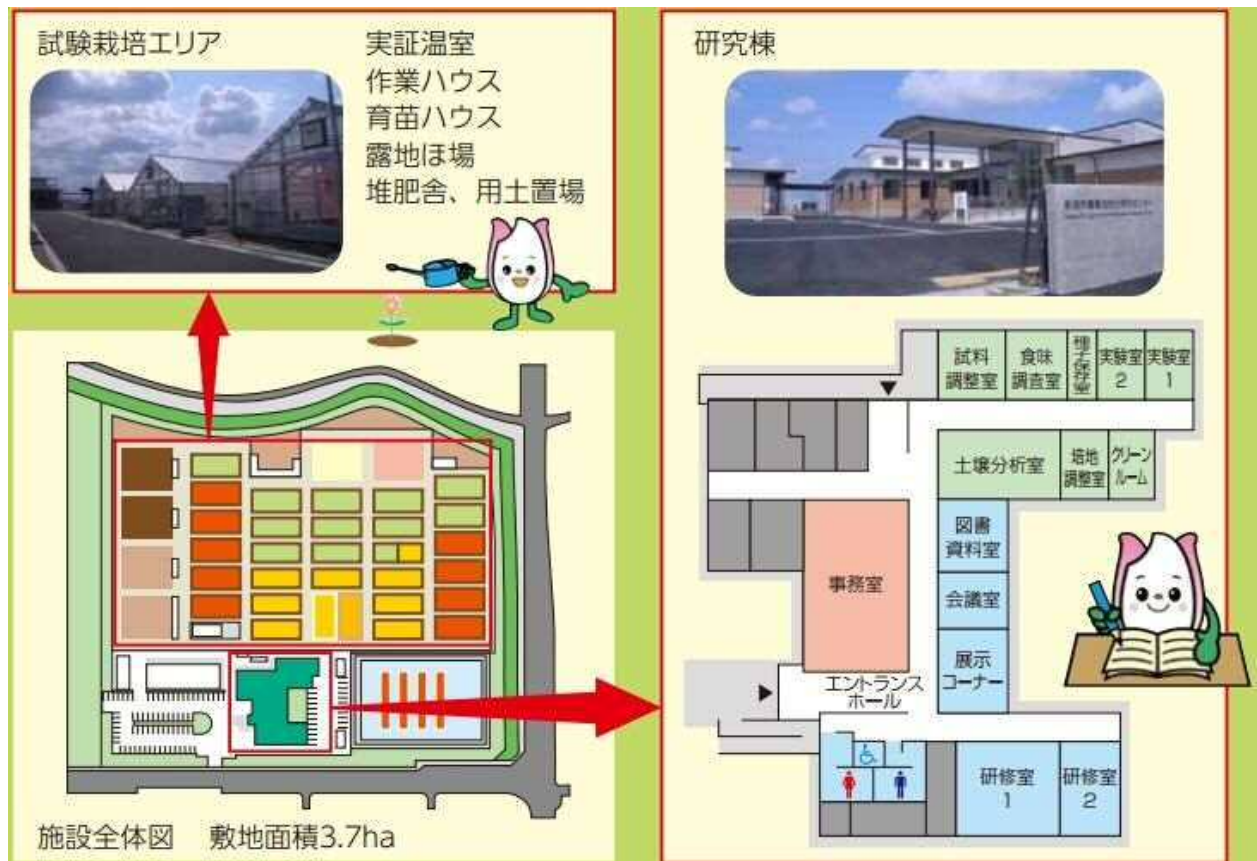 試験栽培エリア
実証温室
作業ハウス
育苗ハウス
露地ほ場
堆肥舎、用土置場
施設全体図 敷地面積3.7ha
研究棟
試料
調整室
食味
調査室
種子保存室
実験室
2
実験室
1
土壌分析室
培地
調整室
クリーン
ルーム
図書
資料室
事務室
会議室
展示
コーナー
エントランス
ホール
研修室
1
研修室
2